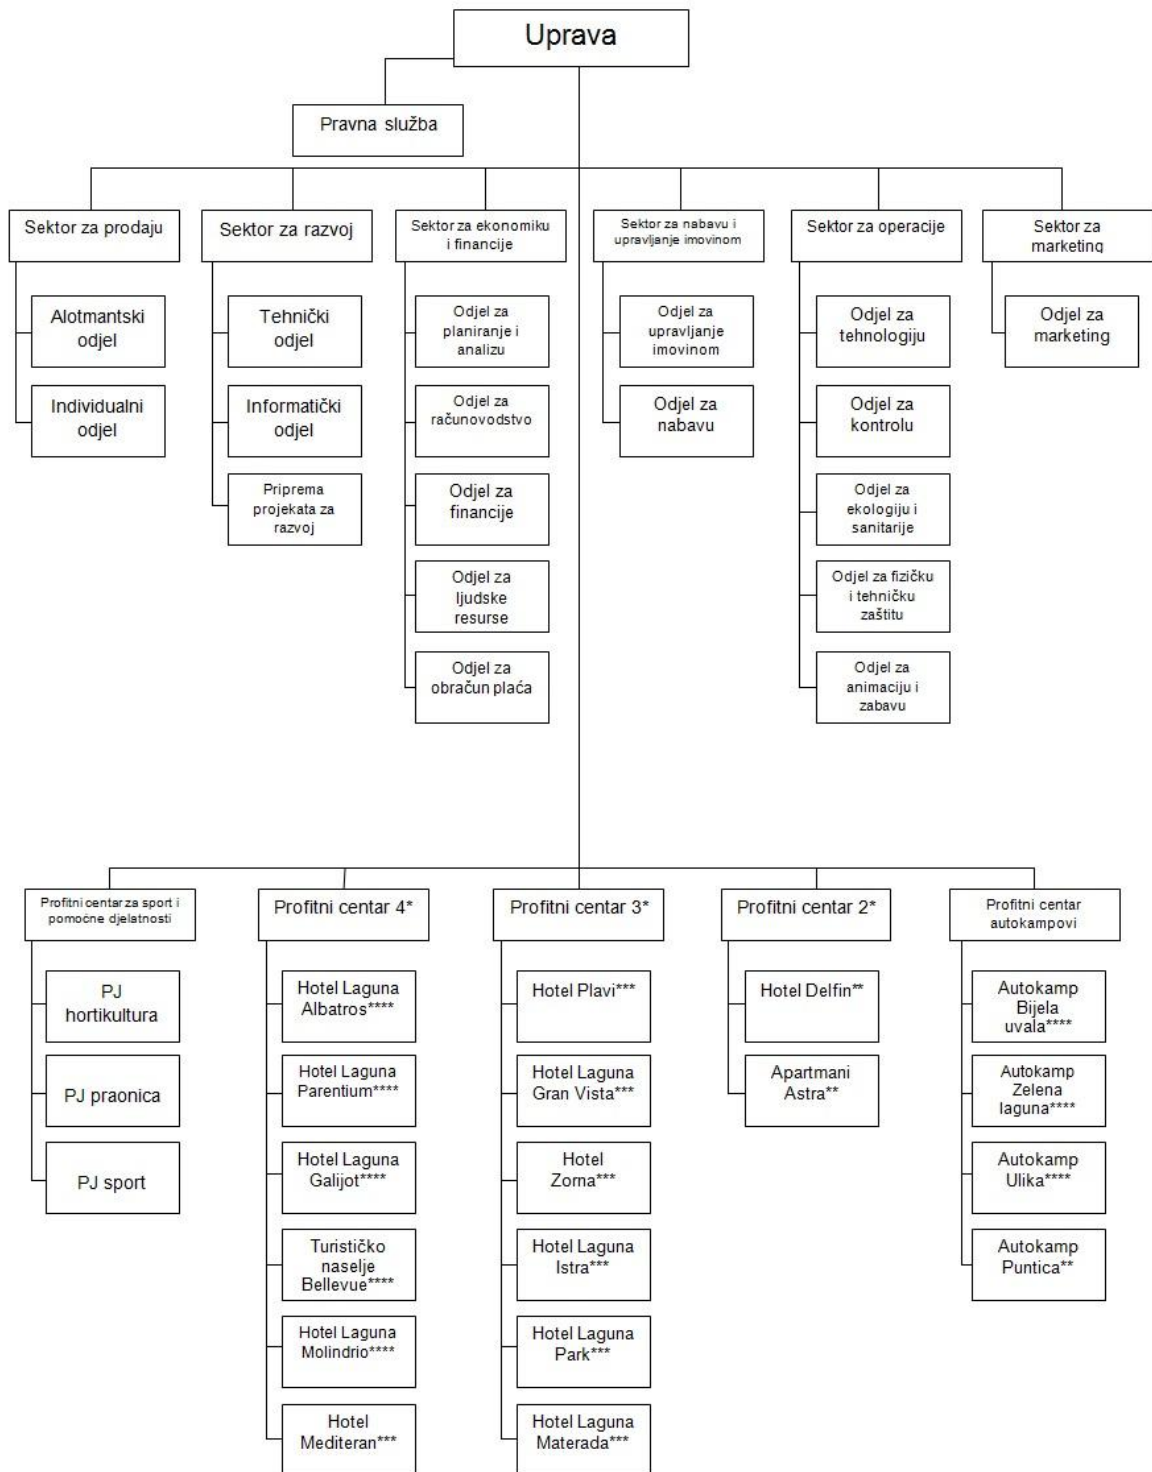 Uprava
Pravna služba
Sektor za prodaju
Alotmantski
odjel
Individualni
odjel
Sektor za razvoj
Tehnički
odjel
Informatički
odjel
Priprema
projekata za
razvoj
Sektor za ekonomiku
i financije
Odjel za
planiranje i
analizu
Odjel za
računovodstvo
Odjel za
financije
Odjel za
ljudske
resurse
Odjel za
obračun plaća
Sektor za nabavu i
upravljanje imovinom
Odjel za
upravljanje
imovinom
Odjel za
nabavu
Sektor za operacije
Odjel za
tehnologiju
Odjel za
kontrolu
Odjel za
ekologiju i
sanitarije
Odjel za fizičku
i tehničku
zaštitu
Odjel za
animaciju i
zabavu
Sektor za
marketing
Odjel za
marketing
Profitni centar za sport i
pomoćne djelatnosti
PJ
hortikultura
PJ praonica
PJ sport
Profitni centar 4*
Hotel Laguna
Albatros****
Hotel Laguna
Parentium****
Hotel Laguna
Galijot****
Turističko
naselje
Bellevue****
Hotel Laguna
Molindrio****
Hotel
Mediteran***
Profitni centar 3*
Hotel Plavi***
Hotel Laguna
Gran Vista***
Hotel
Zorna***
Hotel Laguna
Istra***
Hotel Laguna
Park***
Hotel Laguna
Materada***
Profitni centar 2*
Hotel Delfin**
Apartmani
Astra**
Profitni centar
autokampovi
Autokamp
Bijela
uvala****
Autokamp
Zelena
laguna****
Autokamp
Ulika****
Autokamp
Puntica**